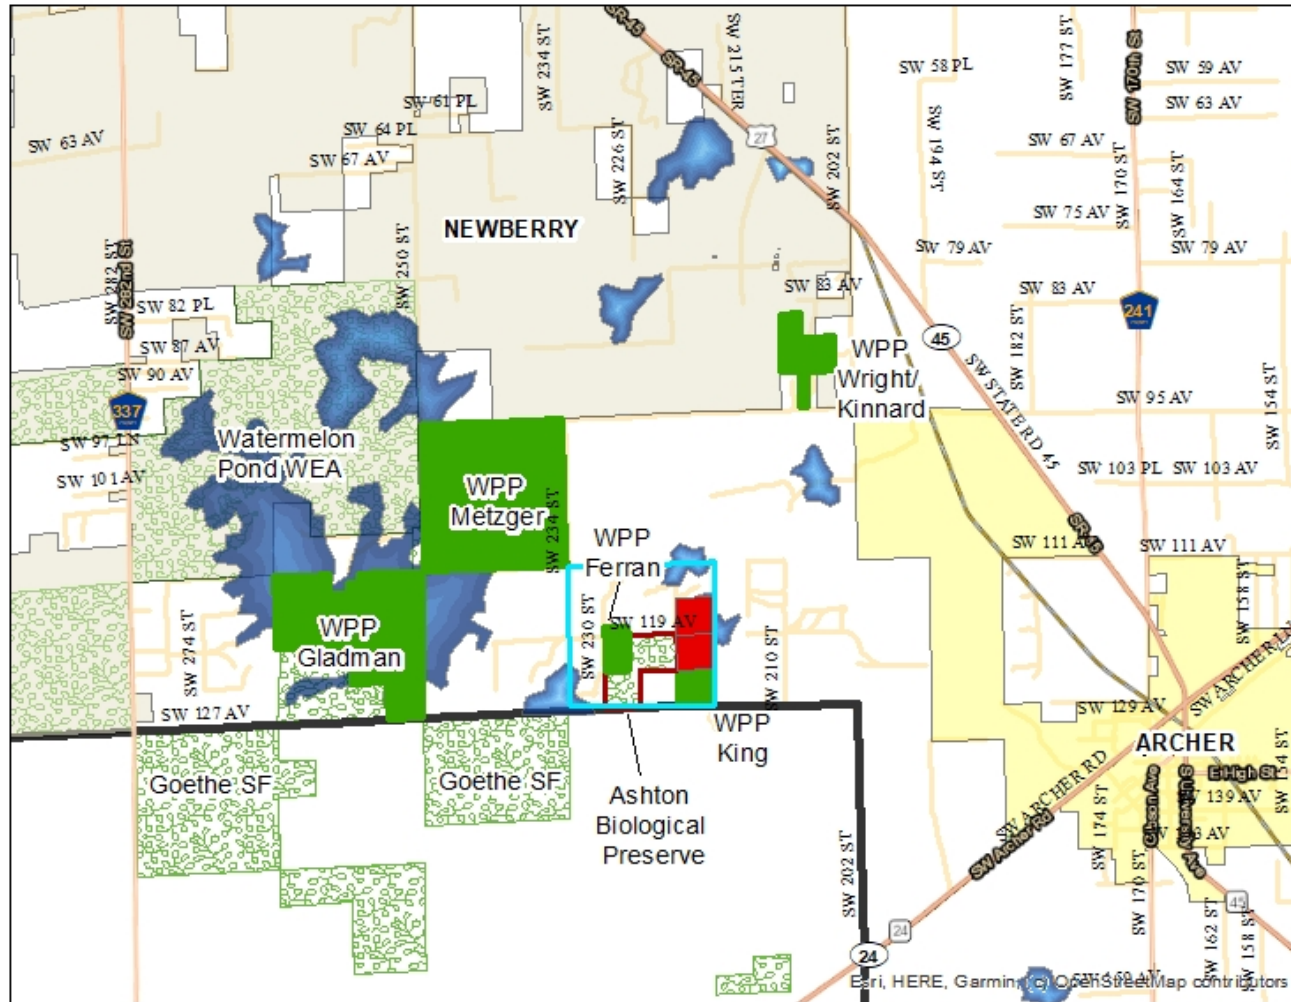 SR-45
SR-45
SW 234 ST
SW 215 TER
SW 177 ST
SW 170th St
SW 58 PL
SW 59 AV
SW 61 PL
SW 63 AV
SW 64 PL
SW 63 AV
SW 67 AV
SW 226 ST
27
SW 202 ST
SW 194 ST
SW 67 AV
SW 170 ST
SW 164 ST
SW 75 AV
NEWBERRY
SW 79 AV
SW 79 AV
SW 282 ST
SW 282nd St
SW 250 ST
SW 82 PL
SW 83 AV
SW 83 AV
241
45
SW 87 AV
SW 182 ST
WPP
Wright/
Kinnard
SW STATE RD 45
SW 90 AV
SW 95 AV
SW 154 ST
337
SW 97 LN
Watermelon
Pond WEA
SW 101 AV
SW 103 PL
SW 103 AV
WPP
Metzger
SW 234 ST
WPP
Ferran
SW 111 AV
SW 111 AV
SW 158 ST
SW 230 ST
SW 119 AV
WPP
Gladman
SW 274 ST
SW 210 ST
SW 127 AV
SW 129 AV
WPP
King
ARCHER
SW ARCHER RD
Goethe SF
Goethe SF
Ashton
Biological
Preserve
E High St
SW 154 ST
139 AV
SW 174 ST
SW ARCHER RD
SW Archer Rd
SW 202 ST
SW 170 ST
SW 162 ST
SW 158 ST
45
24
24
Esri, HERE, Garmin, (c) OpenStreetMap contributors